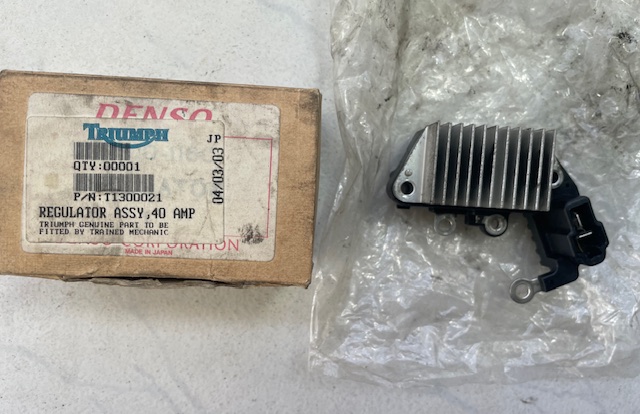 DENSO
TRIUMPH
JP
QTY:00001
04/03/03
P/N:T1300021
REGULATOR ASSY,40 AMP
TRIUMPH GENUINE PART TO BE
FITTED BY TRAINED MECHANIC
CORPORATION
MADE IN JAPAN